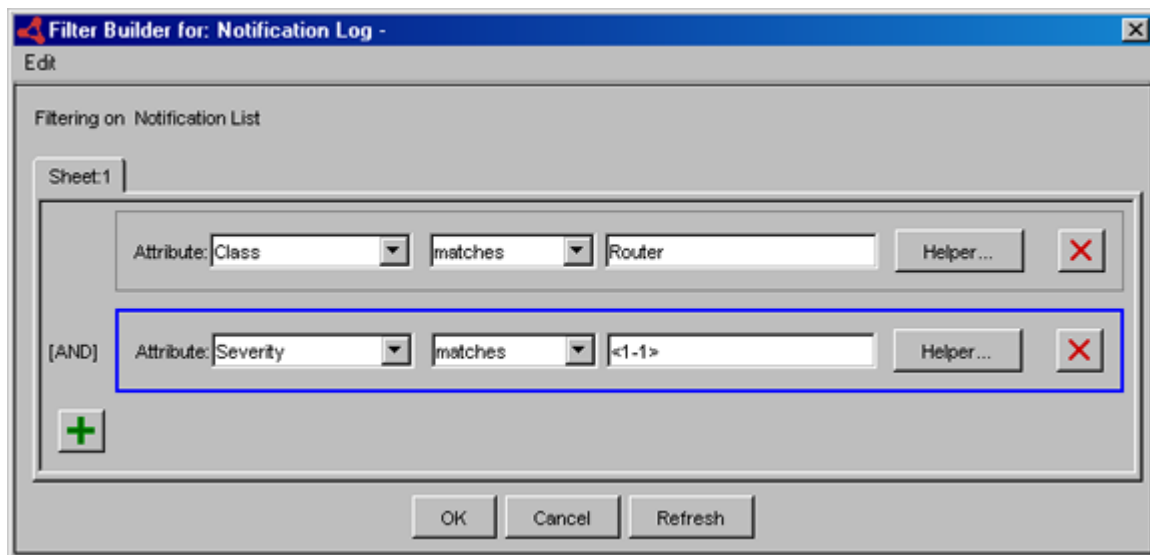 Filter Builder for: Notification Log -
Edit
Filtering on Notification List
Sheet:1
Attribute: Class matches Router Helper...
[AND] Attribute: Severity matches <1-1> Helper...
OK Cancel Refresh